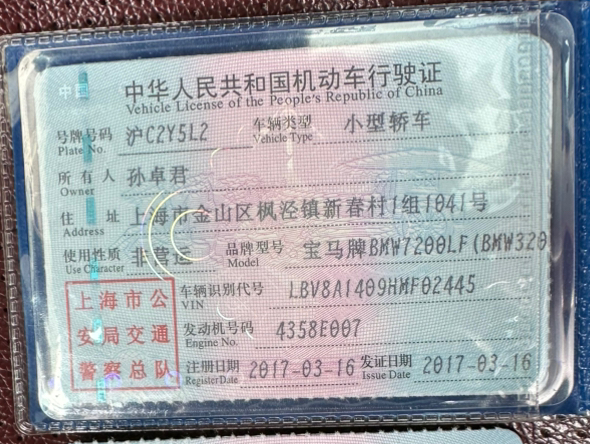 中国
中华人民共和国机动车行驶证
Vehicle License of the People's Republic of China
号牌号码 沪C2Y5L2 车辆类型 小型轿车
Plate No. Vehicle Type
所有人 孙卓君
Owner
住址 上海市金山区枫泾镇新春村1组1041号
Address
使用性质 非营运 品牌型号 宝马牌BMW7200LF(BMW320
Use Character Model
上海市公 车辆识别代号 LBV8A1409HMF02445
VIN
安局交通 发动机号码 4358E007
Engine No.
警察总队 注册日期 2017-03-16 发证日期 2017-03-16
Register Date Issue Date